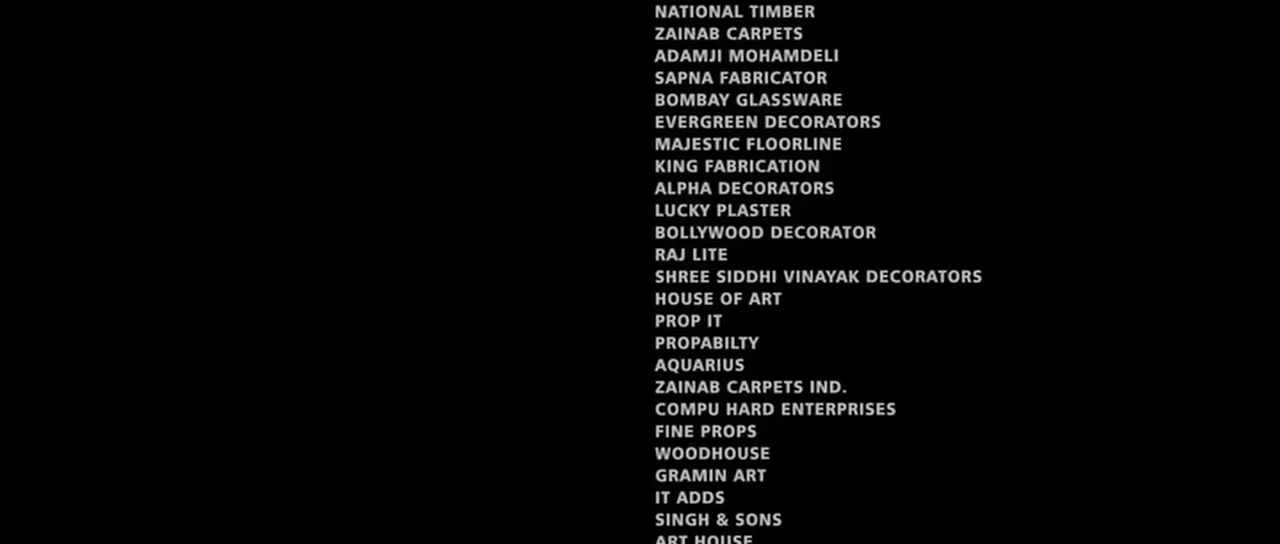 NATIONAL TIMBER
ZAINAB CARPETS
ADAMJI MOHAMDELI
SAPNA FABRICATOR
BOMBAY GLASSWARE
EVERGREEN DECORATORS
MAJESTIC FLOORLINE
KING FABRICATION
ALPHA DECORATORS
LUCKY PLASTER
BOLLYWOOD DECORATOR
RAJ LITE
SHREE SIDDHI VINAYAK DECORATORS
HOUSE OF ART
PROP IT
PROPABILTY
AQUARIUS
ZAINAB CARPETS IND.
COMPU HARD ENTERPRISES
FINE PROPS
WOODHOUSE
GRAMIN ART
IT ADDS
SINGH & SONS
ART HOUSE